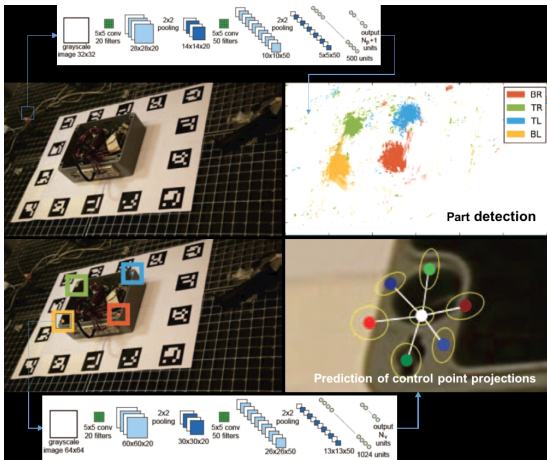 grayscale
image 32x32
5x5 conv
20 filters
28x28x20
2x2
pooling
14x14x20
5x5 conv
50 filters
10x10x50
2x2
pooling
5x5x50
500 units
output
Np+1
units
BR
TR
TL
BL
Part detection
Prediction of control point projections
grayscale
image 64x64
5x5 conv
20 filters
60x60x20
2x2
pooling
30x30x20
5x5 conv
50 filters
26x26x50
2x2
pooling
13x13x50
1024 units
output
Nv
units